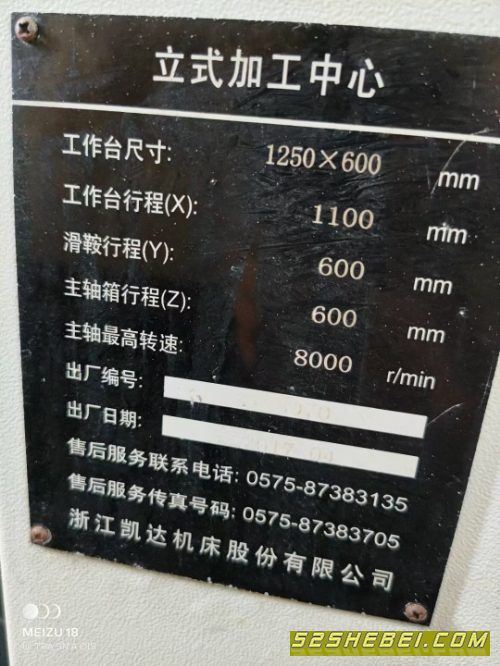 立式加工中心
工作台尺寸: 1250×600 mm
工作台行程(X): 1100 mm
滑鞍行程(Y): 600 mm
主轴箱行程(Z): 600 mm
主轴最高转速: 8000 r/min
出厂编号:
出厂日期: 2017.04
售后服务联系电话: 0575-87383135
售后服务传真号码: 0575-87383705
浙江凯达机床股份有限公司
MEIZU 18
52SHEBEI.COM